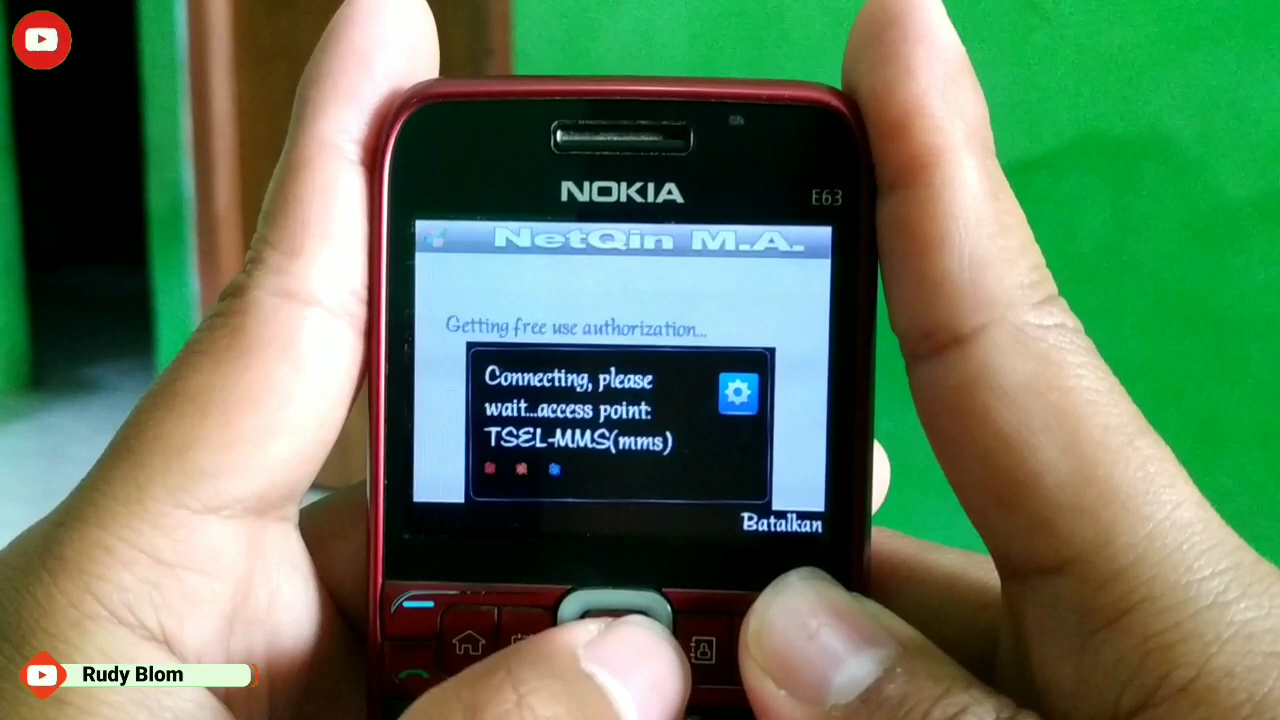 NOKIA
E63
NetQin M.A.
Getting free use authorization...
Connecting, please
wait...access point:
TSEL-MMS(mms)
Batalkan
Rudy Blom